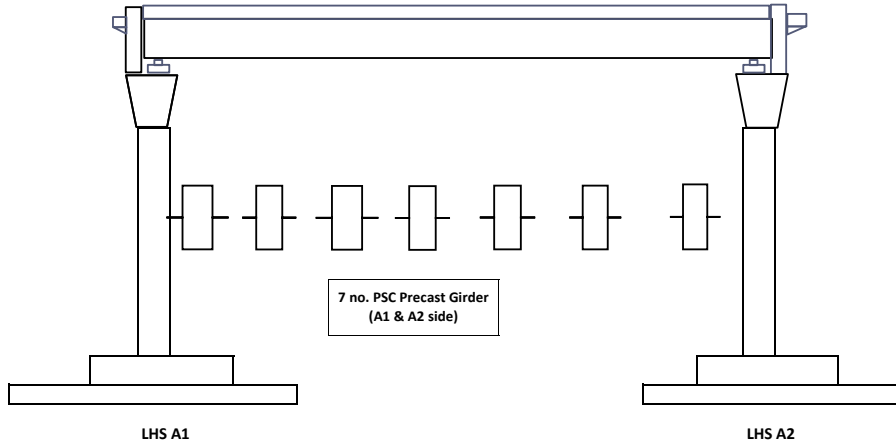 7 no. PSC Precast Girder
(A1 & A2 side)
LHS A1
LHS A2